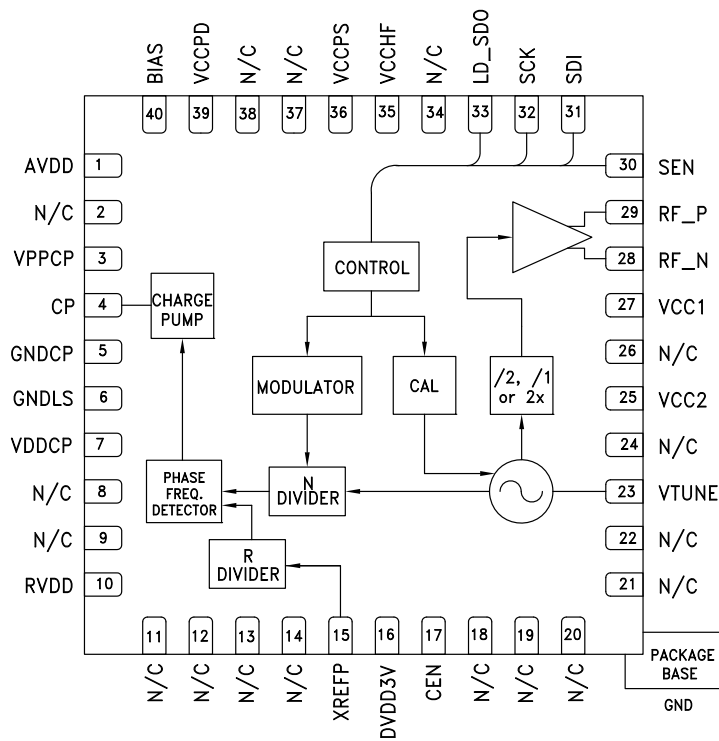 BIAS
VCCPD
N/C
N/C
VCCPS
VCCHF
N/C
LD_SDO
SCK
SDI
40
39
38
37
36
35
34
33
32
31
AVDD
1
N/C
2
VPPCP
3
CP
4
GNDCP
5
GNDLS
6
VDDCP
7
N/C
8
N/C
9
RVDD
10
30
SEN
29
RF_P
28
RF_N
27
VCC1
26
N/C
25
VCC2
24
N/C
23
VTUNE
22
N/C
21
N/C
CONTROL
CHARGE
PUMP
MODULATOR
CAL
/2, /1
or 2x
PHASE
FREQ.
DETECTOR
N
DIVIDER
R
DIVIDER
11
12
13
14
15
16
17
18
19
20
N/C
N/C
N/C
N/C
XREFP
DVDD3V
CEN
N/C
N/C
N/C
PACKAGE
BASE
GND